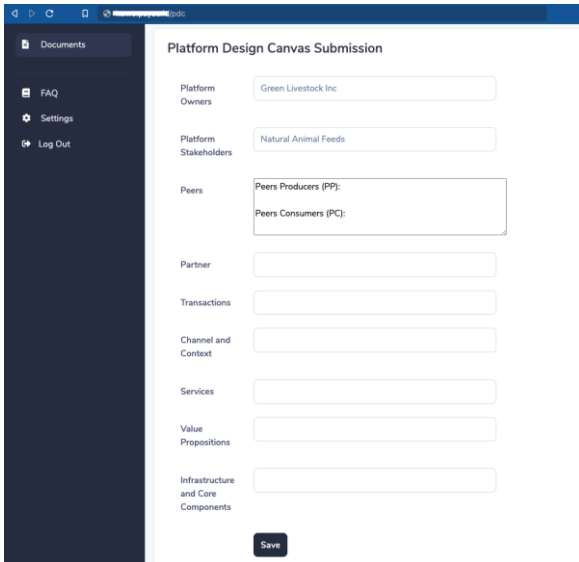 /pdc
Documents
FAQ
Settings
Log Out
Platform Design Canvas Submission
Platform
Owners
Green Livestock Inc
Platform
Stakeholders
Natural Animal Feeds
Peers
Peers Producers (PP):
Peers Consumers (PC):
Partner
Transactions
Channel and
Context
Services
Value
Propositions
Infrastructure
and Core
Components
Save